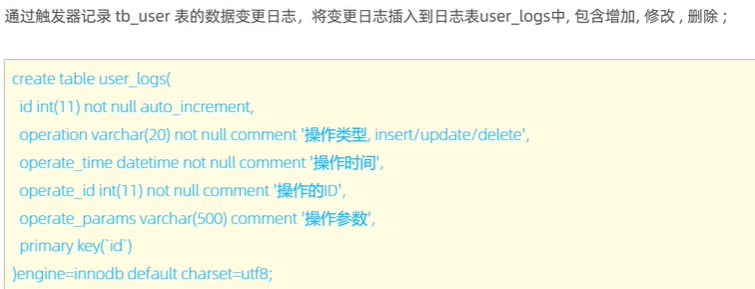 通过触发器记录 tb_user 表的数据变更日志，将变更日志插入到日志表user_logs中, 包含增加, 修改 , 删除 ;
create table user_logs(
id int(11) not null auto_increment,
operation varchar(20) not null comment '操作类型, insert/update/delete',
operate_time datetime not null comment '操作时间',
operate_id int(11) not null comment '操作的ID',
operate_params varchar(500) comment '操作参数',
primary key(`id`)
)engine=innodb default charset=utf8;